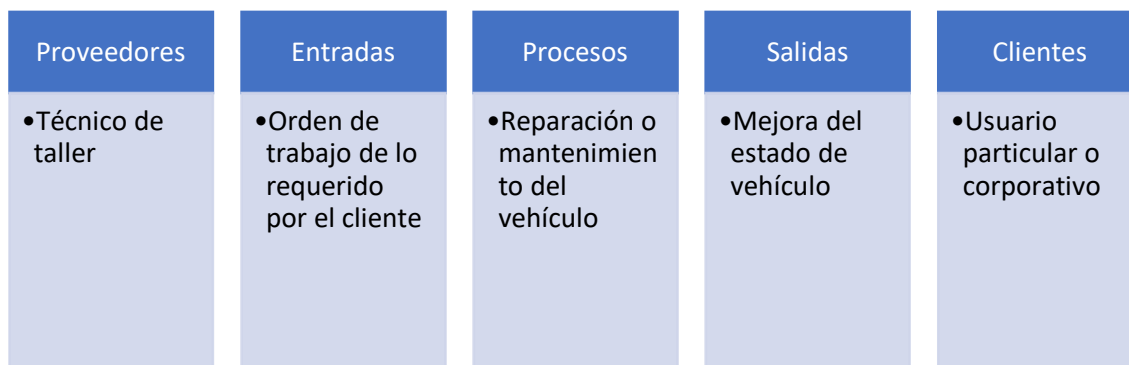 Proveedores
•Técnico de
taller
Entradas
•Orden de
trabajo de lo
requerido
por el cliente
Procesos
•Reparación o
mantenimien
to del
vehículo
Salidas
•Mejora del
estado de
vehículo
Clientes
•Usuario
particular o
corporativo